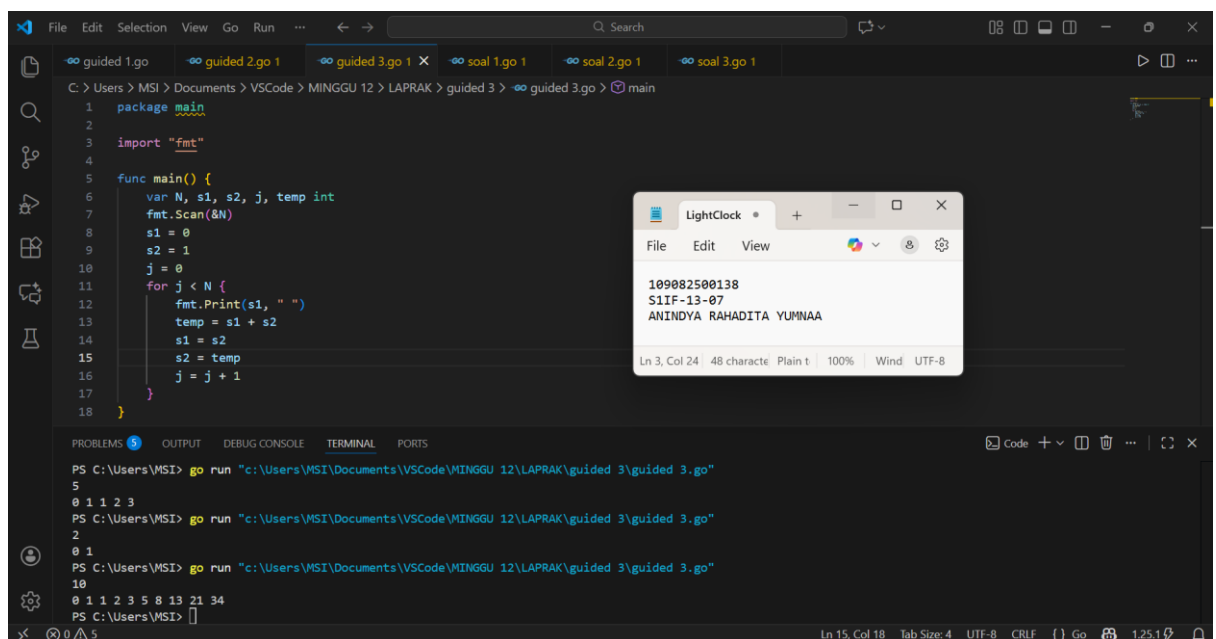 File Edit Selection View Go Run ... Search
guided 1.go guided 2.go 1 guided 3.go 1 soal 1.go 1 soal 2.go 1 soal 3.go 1
C: > Users > MSI > Documents > VSCode > MINGGU 12 > LAPRAK > guided 3 > guided 3.go > main
1 package main
2
3 import "fmt"
4
5 func main() {
6 var N, s1, s2, j, temp int
7 fmt.Scan(&N)
8 s1 = 0
9 s2 = 1
10 j = 0
11 for j < N {
12 fmt.Print(s1, " ")
13 temp = s1 + s2
14 s1 = s2
15 s2 = temp
16 j = j + 1
17 }
18 }
LightClock
File Edit View
109082500138
S1IF-13-07
ANINDYA RAHADITA YUMNAA
Ln 3, Col 24 48 characte Plain t 100% Wind UTF-8
PROBLEMS 5 OUTPUT DEBUG CONSOLE TERMINAL PORTS Code
PS C:\Users\MSI> go run "c:\Users\MSI\Documents\VSCode\MINGGU 12\LAPRAK\guided 3\guided 3.go"
5
0 1 1 2 3
PS C:\Users\MSI> go run "c:\Users\MSI\Documents\VSCode\MINGGU 12\LAPRAK\guided 3\guided 3.go"
2
0 1
PS C:\Users\MSI> go run "c:\Users\MSI\Documents\VSCode\MINGGU 12\LAPRAK\guided 3\guided 3.go"
10
0 1 1 2 3 5 8 13 21 34
PS C:\Users\MSI>
0 5 Ln 15, Col 18 Tab Size: 4 UTF-8 CRLF { } Go 1.25.1